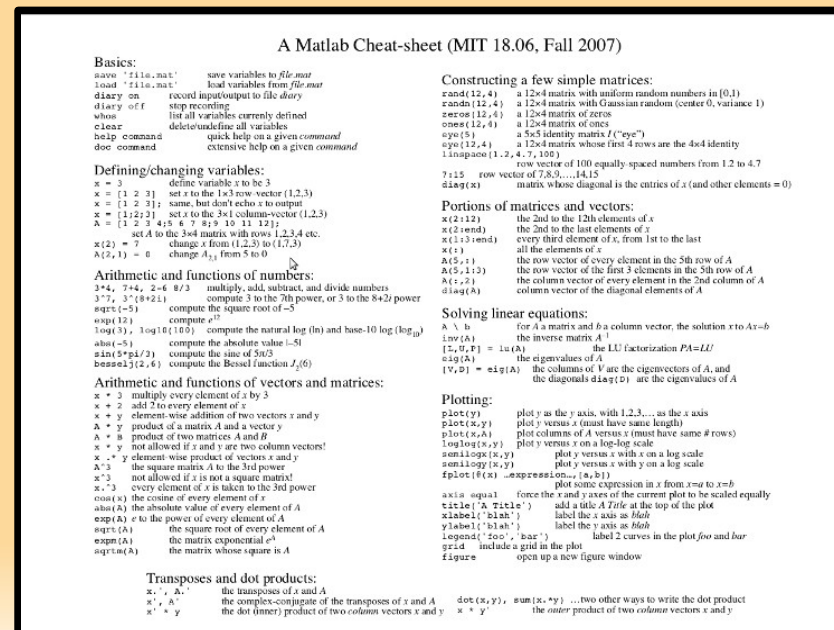 A Matlab Cheat-sheet (MIT 18.06, Fall 2007)
Basics:
save 'file.mat' save variables to file.mat
load 'file.mat' load variables from file.mat
diary on record input/output to file diary
diary off stop recording
whos list all variables currently defined
clear delete/undefine all variables
help command quick help on a given command
doc command extensive help on a given command
Defining/changing variables:
x = 3 define variable x to be 3
x = [1 2 3] set x to the 1×3 row-vector (1,2,3)
x = [1 2 3]; same, but don't echo x to output
x = [1;2;3] set x to the 3×1 column-vector (1,2,3)
A = [1 2 3 4;5 6 7 8;9 10 11 12];
set A to the 3×4 matrix with rows 1,2,3,4 etc.
x(2) = 7 change x from (1,2,3) to (1,7,3)
A(2,1) = 0 change A2,1 from 5 to 0
Arithmetic and functions of numbers:
3*4, 7+4, 2-6 8/3 multiply, add, subtract, and divide numbers
3^7, 3^(8+2i) compute 3 to the 7th power, or 3 to the 8+2i power
sqrt(-5) compute the square root of –5
exp(12) compute e^12
log(3), log10(100) compute the natural log (ln) and base-10 log (log10)
abs(-5) compute the absolute value |–5|
sin(5*pi/3) compute the sine of 5π/3
besselj(2,6) compute the Bessel function J2(6)
Arithmetic and functions of vectors and matrices:
x * 3 multiply every element of x by 3
x + 2 add 2 to every element of x
x + y element-wise addition of two vectors x and y
A * y product of a matrix A and a vector y
A * B product of two matrices A and B
x * y not allowed if x and y are two column vectors!
x .* y element-wise product of vectors x and y
A^3 the square matrix A to the 3rd power
x^3 not allowed if x is not a square matrix!
x.^3 every element of x is taken to the 3rd power
cos(x) the cosine of every element of x
abs(A) the absolute value of every element of A
exp(A) e to the power of every element of A
sqrt(A) the square root of every element of A
expm(A) the matrix exponential e^A
sqrtm(A) the matrix whose square is A
Constructing a few simple matrices:
rand(12,4) a 12×4 matrix with uniform random numbers in [0,1)
randn(12,4) a 12×4 matrix with Gaussian random (center 0, variance 1)
zeros(12,4) a 12×4 matrix of zeros
ones(12,4) a 12×4 matrix of ones
eye(5) a 5×5 identity matrix I ("eye")
eye(12,4) a 12×4 matrix whose first 4 rows are the 4×4 identity
linspace(1.2,4.7,100)
row vector of 100 equally-spaced numbers from 1.2 to 4.7
7:15 row vector of 7,8,9,…,14,15
diag(x) matrix whose diagonal is the entries of x (and other elements = 0)
Portions of matrices and vectors:
x(2:12) the 2nd to the 12th elements of x
x(2:end) the 2nd to the last elements of x
x(1:3:end) every third element of x, from 1st to the last
x(:) all the elements of x
A(5,:) the row vector of every element in the 5th row of A
A(5,1:3) the row vector of the first 3 elements in the 5th row of A
A(:,2) the column vector of every element in the 2nd column of A
diag(A) column vector of the diagonal elements of A
Solving linear equations:
A \ b for A a matrix and b a column vector, the solution x to Ax=b
inv(A) the inverse matrix A^-1
[L,U,P] = lu(A) the LU factorization PA=LU
eig(A) the eigenvalues of A
[V,D] = eig(A) the columns of V are the eigenvectors of A, and
the diagonals diag(D) are the eigenvalues of A
Plotting:
plot(y) plot y as the y axis, with 1,2,3,… as the x axis
plot(x,y) plot y versus x (must have same length)
plot(x,A) plot columns of A versus x (must have same # rows)
loglog(x,y) plot y versus x on a log-log scale
semilogx(x,y) plot y versus x with x on a log scale
semilogy(x,y) plot y versus x with y on a log scale
fplot(@(x) …expression…,[a,b])
plot some expression in x from x=a to x=b
axis equal force the x and y axes of the current plot to be scaled equally
title('A Title') add a title A Title at the top of the plot
xlabel('blah') label the x axis as blah
ylabel('blah') label the y axis as blah
legend('foo','bar') label 2 curves in the plot foo and bar
grid include a grid in the plot
figure open up a new figure window
Transposes and dot products:
x.', A.' the transposes of x and A
x', A' the complex-conjugate of the transposes of x and A
x' * y the dot (inner) product of two column vectors x and y
dot(x,y), sum(x.*y) …two other ways to write the dot product
x * y' the outer product of two column vectors x and y